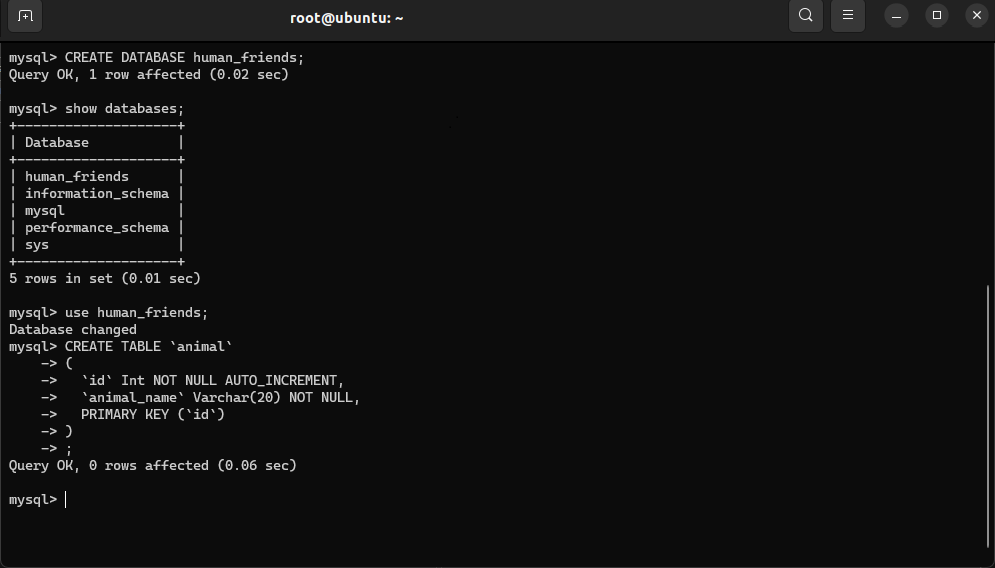 root@ubuntu: ~
mysql> CREATE DATABASE human_friends;
Query OK, 1 row affected (0.02 sec)
mysql> show databases;
+--------------------+
| Database           |
+--------------------+
| human_friends      |
| information_schema |
| mysql              |
| performance_schema |
| sys                |
+--------------------+
5 rows in set (0.01 sec)
mysql> use human_friends;
Database changed
mysql> CREATE TABLE `animal`
    -> (
    ->   `id` Int NOT NULL AUTO_INCREMENT,
    ->   `animal_name` Varchar(20) NOT NULL,
    ->   PRIMARY KEY (`id`)
    -> )
    -> ;
Query OK, 0 rows affected (0.06 sec)
mysql>